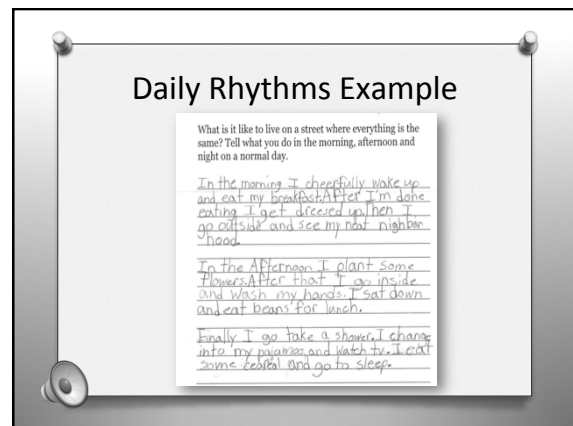 Daily Rhythms Example
What is it like to live on a street where everything is the
same? Tell what you do in the morning, afternoon and
night on a normal day.
In the morning I cheerfully wake up
and eat my breakfast.After I'm done
eating I get dreesed up.Then I
go outside and see my neat nighbor
hood.
In the Afternoon I plant some
flowers.After that I go inside
and wash my hands. I sat down
and eat beans for lunch.
Finally I go take a shower.I change
into my pajamas and watch tv. I eat
some ceareal and go to sleep.